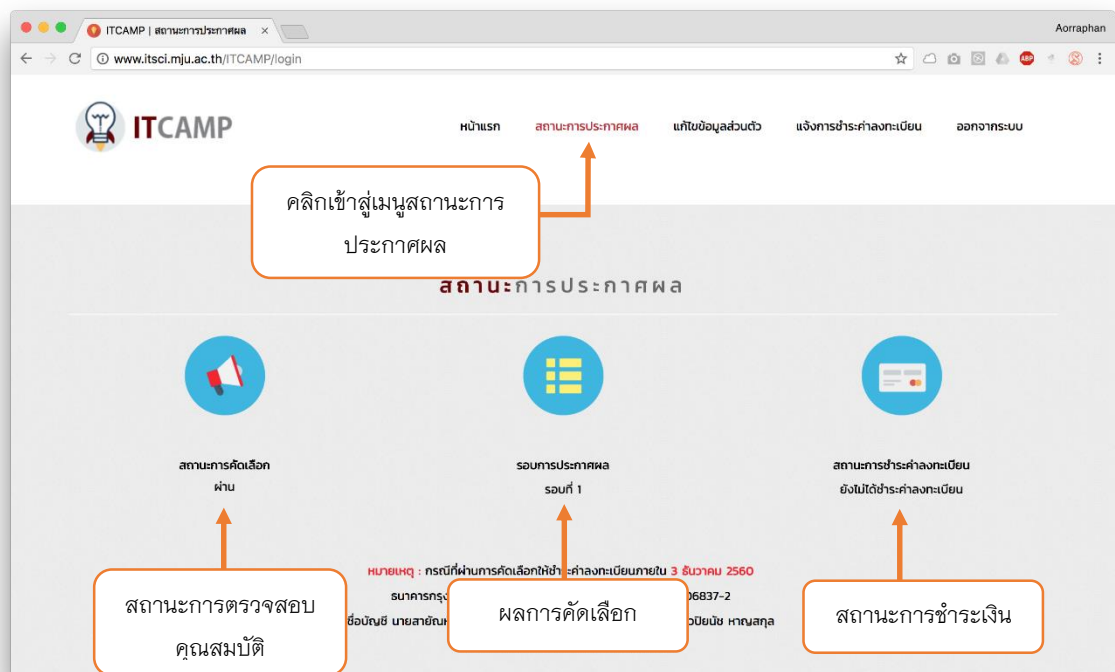 ITCAMP | สถานะการประกาศผล
Aorraphan
www.itsci.mju.ac.th/ITCAMP/login
ABP
ITCAMP
หน้าแรก สถานะการประกาศผล แก้ไขข้อมูลส่วนตัว แจ้งการชำระค่าลงทะเบียน ออกจากระบบ
คลิกเข้าสู่เมนูสถานะการ
ประกาศผล
สถานะการประกาศผล
สถานะการคัดเลือก
ผ่าน
รอบการประกาศผล
รอบที่ 1
สถานะการชำระค่าลงทะเบียน
ยังไม่ได้ชำระค่าลงทะเบียน
หมายเหตุ : กรณีที่ผ่านการคัดเลือกให้ชำระค่าลงทะเบียนภายใน 3 ธันวาคม 2560
ธนาคารกรุง 06837-2
ชื่อบัญชี นายสายัณห์ ปิยนัช หาญสกุล
สถานะการตรวจสอบ
คุณสมบัติ
ผลการคัดเลือก
สถานะการชำระเงิน